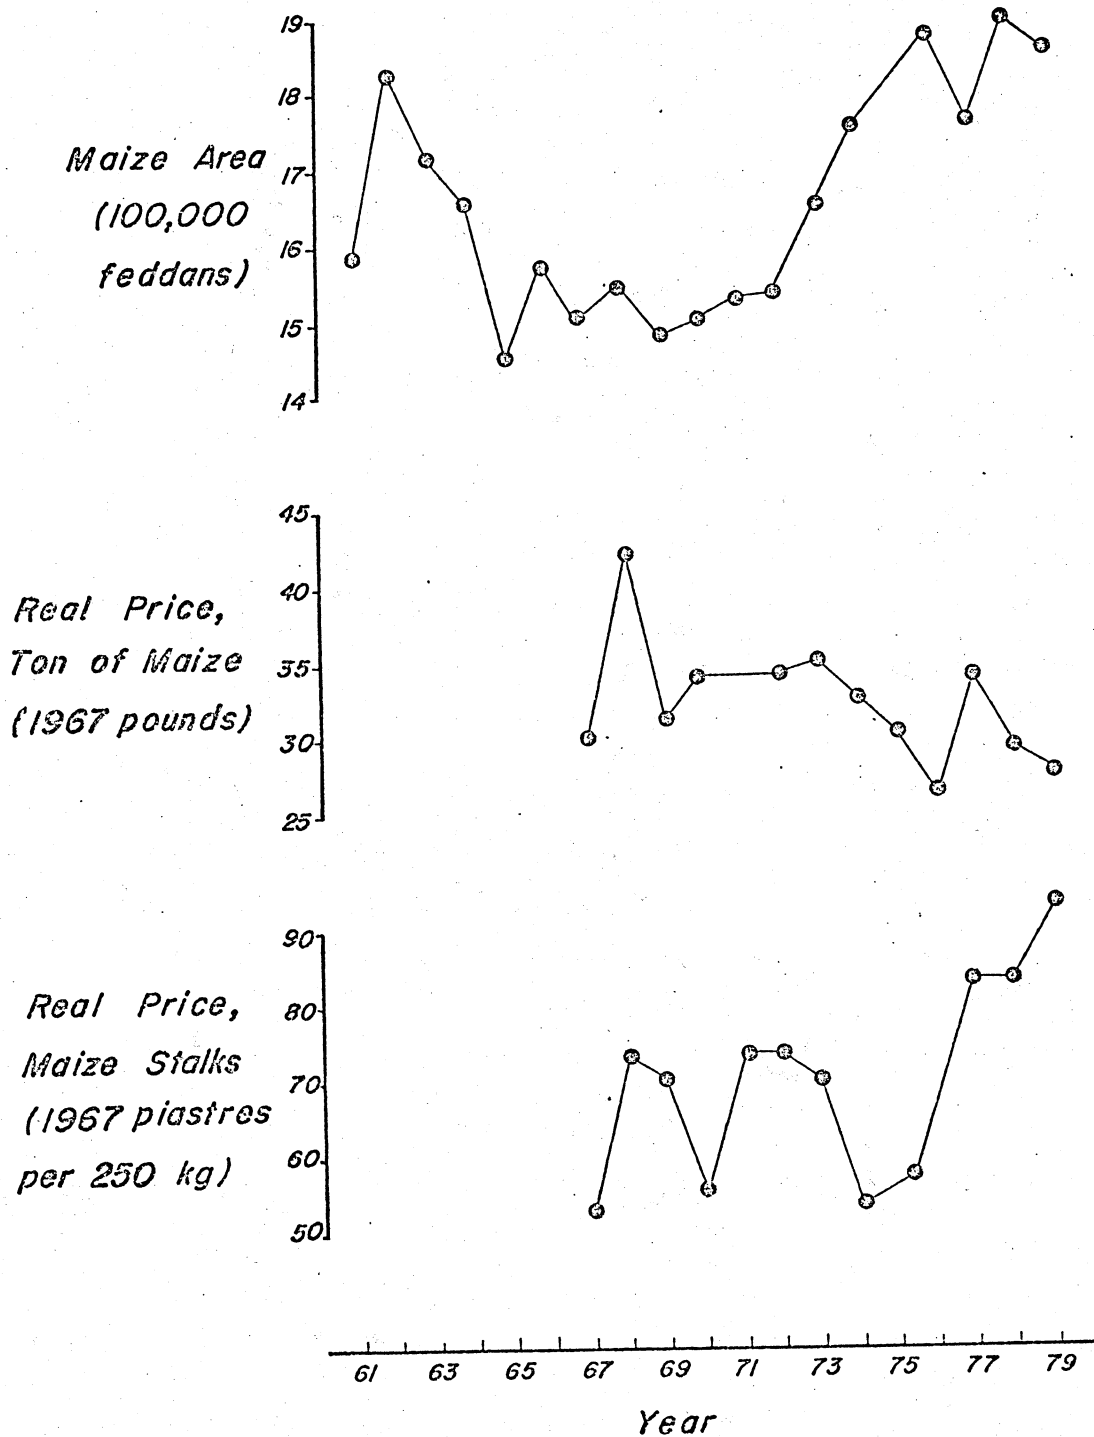 19
18
17
16
15
14
Maize Area
(100,000
feddans)
45
40
35
30
25
Real Price,
Ton of Maize
(1967 pounds)
90
80
70
60
50
Real Price,
Maize Stalks
(1967 piastres
per 250 kg)
61 63 65 67 69 71 73 75 77 79
Year